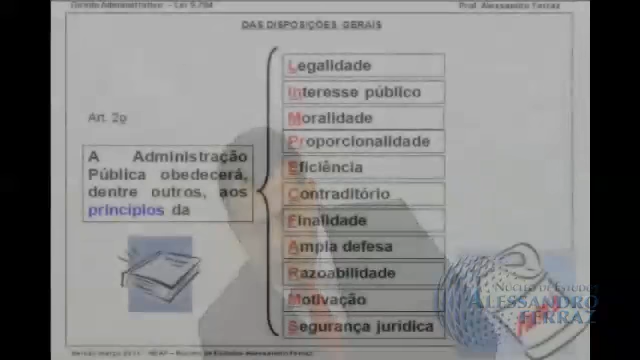 Direito Administrativo - Lei 9.784
Prof. Alessandro Ferraz
DAS DISPOSIÇÕES GERAIS
Art. 2o
A Administração
Pública obedecerá,
dentre outros, aos
princípios da
Legalidade
Interesse público
Moralidade
Proporcionalidade
Eficiência
Contraditório
Finalidade
Ampla defesa
Razoabilidade
Motivação
Segurança jurídica
NÚCLEO DE ESTUDOS
ALESSANDRO
FERRAZ
Núcleo de Estudos Alessandro Ferraz